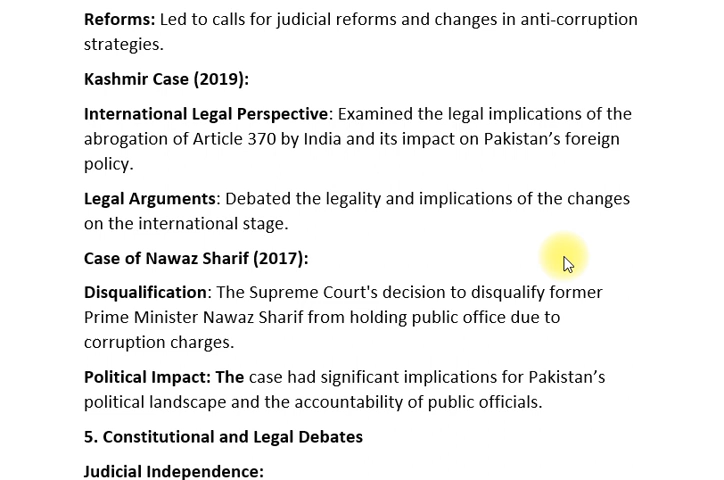 Reforms: Led to calls for judicial reforms and changes in anti-corruption
strategies.
Kashmir Case (2019):
International Legal Perspective: Examined the legal implications of the
abrogation of Article 370 by India and its impact on Pakistan’s foreign
policy.
Legal Arguments: Debated the legality and implications of the changes
on the international stage.
Case of Nawaz Sharif (2017):
Disqualification: The Supreme Court's decision to disqualify former
Prime Minister Nawaz Sharif from holding public office due to
corruption charges.
Political Impact: The case had significant implications for Pakistan’s
political landscape and the accountability of public officials.
5. Constitutional and Legal Debates
Judicial Independence: